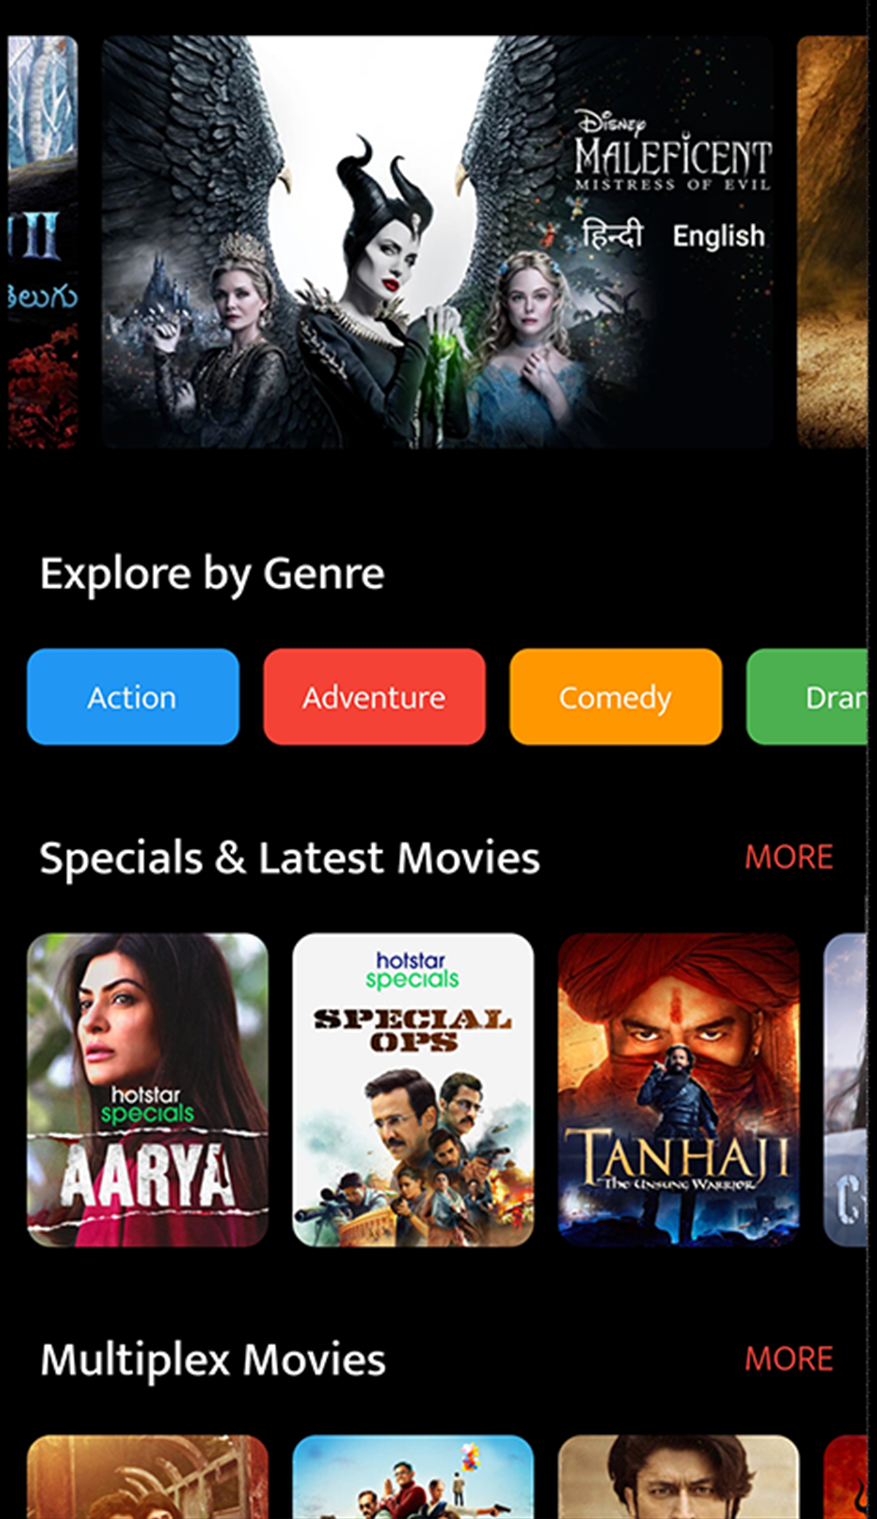 II
తెలుగు
Disney
MALEFICENT
MISTRESS OF EVIL
हिन्दी English
Explore by Genre
Action Adventure Comedy Dram
Specials & Latest Movies MORE
hotstar
specials
AARYA
hotstar
specials
SPECIAL
OPS
TANHAJI
THE UNSUNG WARRIOR
Multiplex Movies MORE